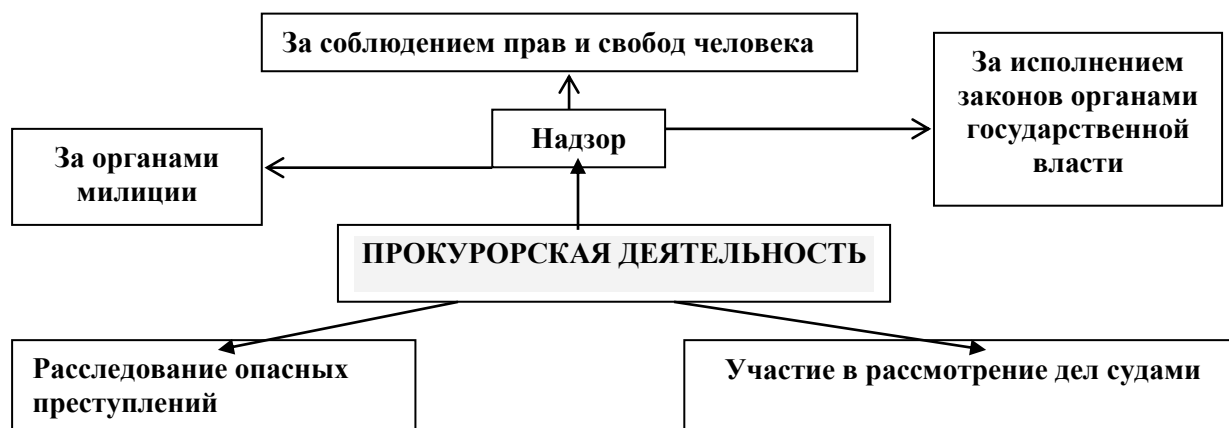 За соблюдением прав и свобод человека
За исполнением
законов органами
государственной
власти
Надзор
За органами
милиции
ПРОКУРОРСКАЯ ДЕЯТЕЛЬНОСТЬ
Расследование опасных
преступлений
Участие в рассмотрение дел судами